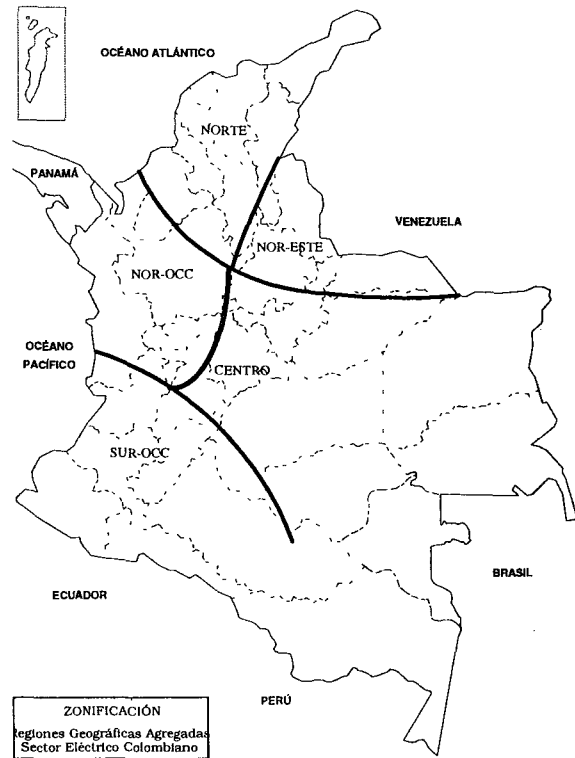 OCÉANO ATLÁNTICO
NORTE
PANAMÁ
VENEZUELA
NOR-ESTE
NOR-OCC
OCÉANO
PACÍFICO
CENTRO
SUR-OCC
BRASIL
ECUADOR
PERÚ
ZONIFICACIÓN
Regiones Geográficas Agregadas
Sector Eléctrico Colombiano